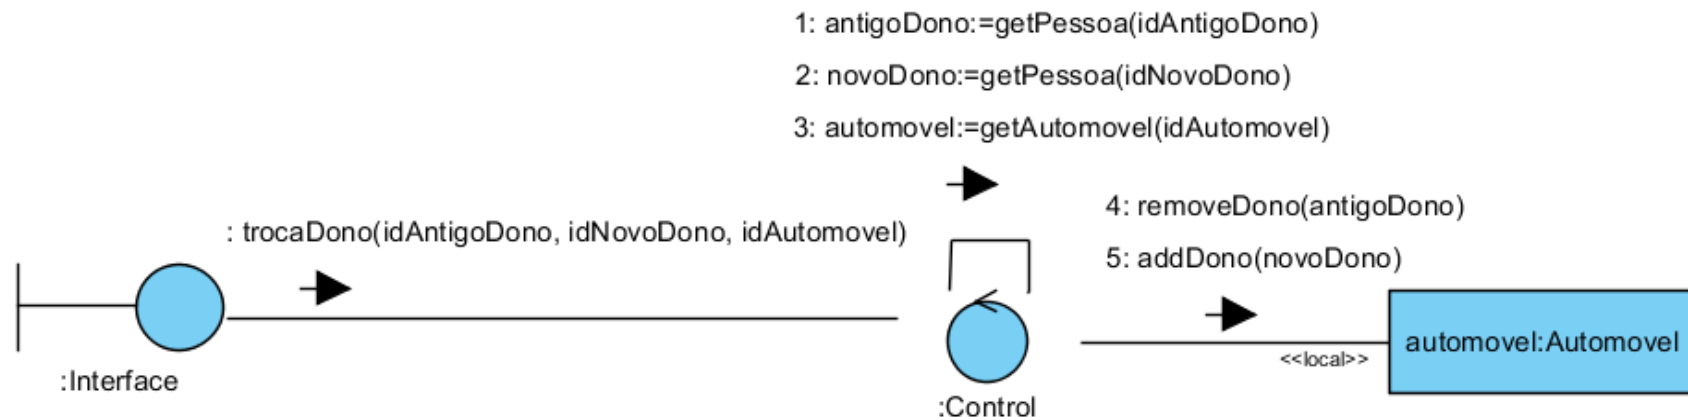 1: antigoDono:=getPessoa(idAntigoDono)
2: novoDono:=getPessoa(idNovoDono)
3: automovel:=getAutomovel(idAutomovel)
: trocaDono(idAntigoDono, idNovoDono, idAutomovel)
4: removeDono(antigoDono)
5: addDono(novoDono)
automovel:Automovel
<<local>>
:Interface
:Control